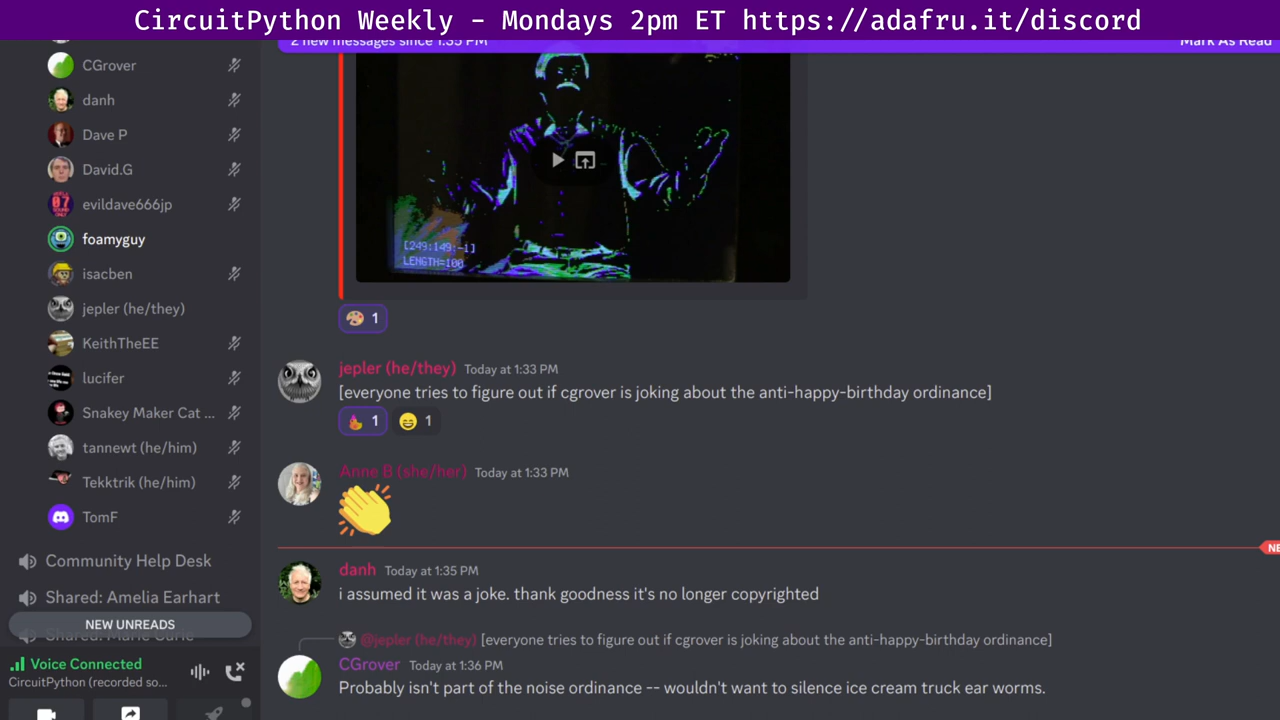 CircuitPython Weekly – Mondays 2pm ET https://adafru.it/discord
2 new messages since 1:35 PM
Mark As Read
CGrover
danh
Dave P
David.G
evildave666jp
foamyguy
isacben
jepler (he/they)
KeithTheEE
lucifer
Snakey Maker Cat ...
tannewt (he/him)
Tekktrik (he/him)
TomF
Community Help Desk
Shared: Amelia Earhart
NEW UNREADS
Shared: Marie Curie
Voice Connected
CircuitPython (recorded so...
[249:149:-1]
LENGTH=100
1
jepler (he/they) Today at 1:33 PM
[everyone tries to figure out if cgrover is joking about the anti-happy-birthday ordinance]
1 1
Anne B (she/her) Today at 1:33 PM
NE
danh Today at 1:35 PM
i assumed it was a joke. thank goodness it's no longer copyrighted
@jepler (he/they) [everyone tries to figure out if cgrover is joking about the anti-happy-birthday ordinance]
CGrover Today at 1:36 PM
Probably isn't part of the noise ordinance -- wouldn't want to silence ice cream truck ear worms.